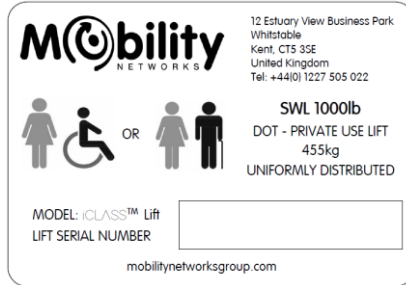 Mobility
NETWORKS
12 Estuary View Business Park
Whitstable
Kent, CT5 3SE
United Kingdom
Tel: +44(0) 1227 505 022
OR
SWL 1000lb
DOT - PRIVATE USE LIFT
455kg
UNIFORMLY DISTRIBUTED
MODEL: iCLASS™ Lift
LIFT SERIAL NUMBER
mobilitynetworksgroup.com